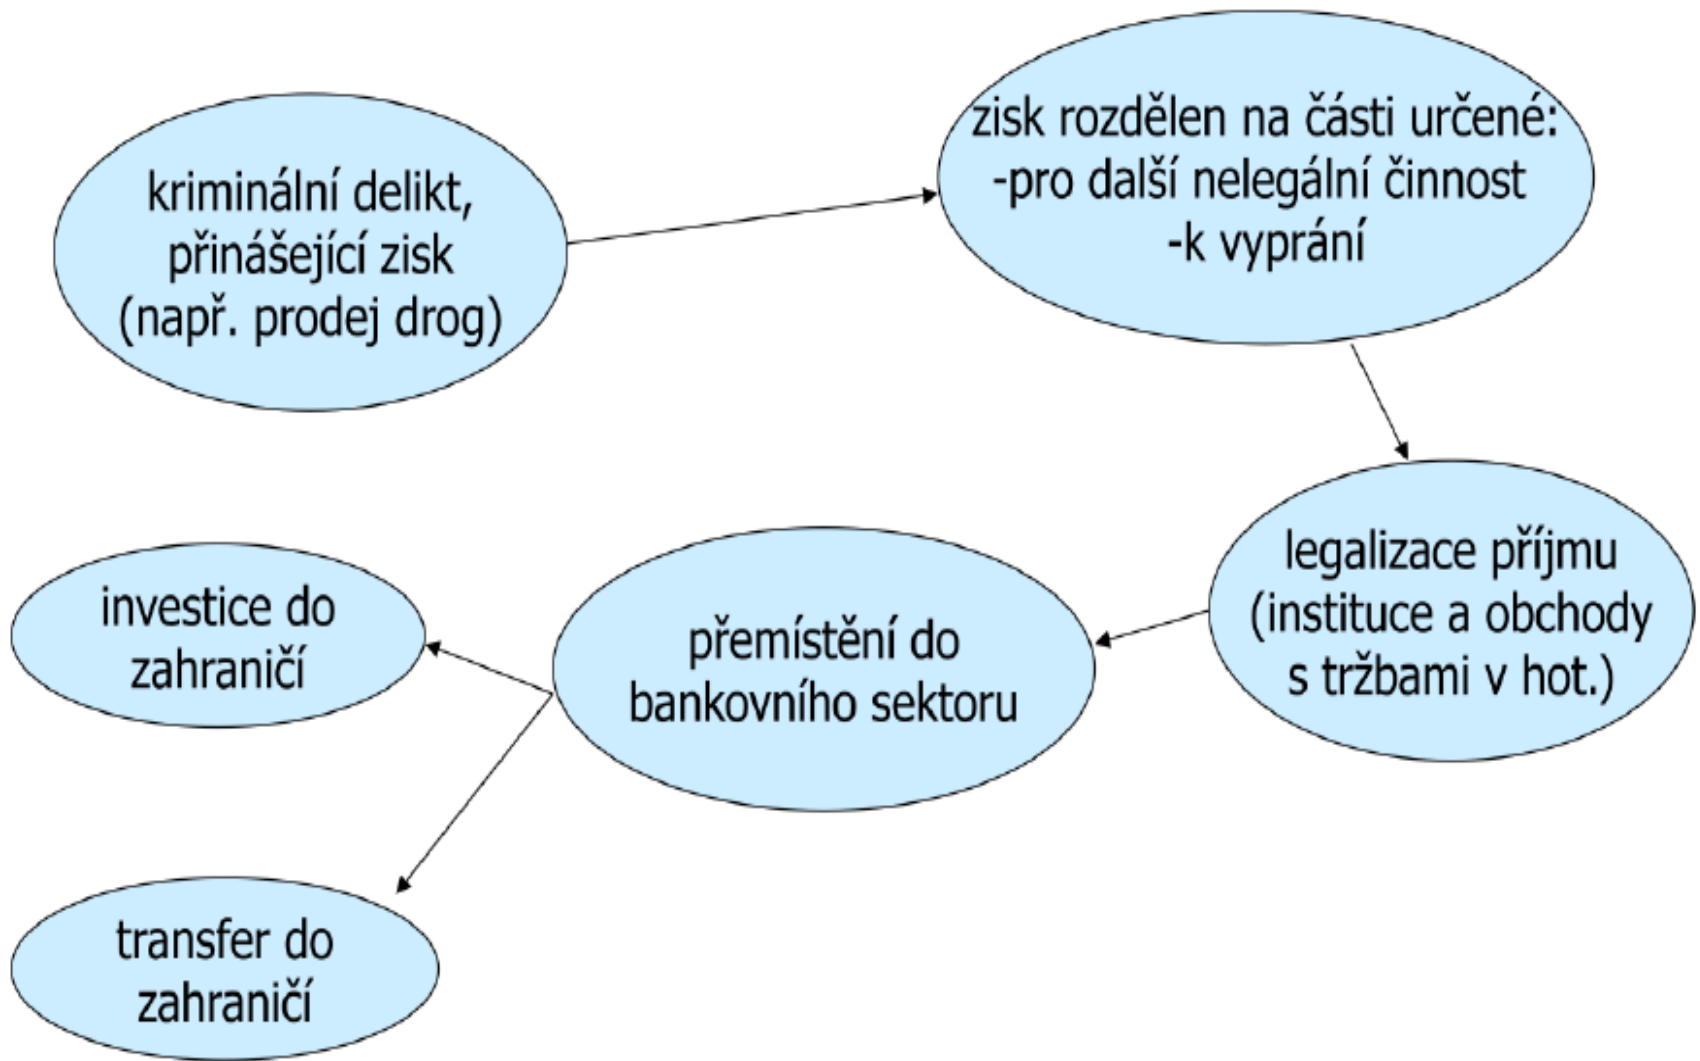 kriminální delikt,
přinášející zisk
(např. prodej drog)
zisk rozdělen na části určené:
-pro další nelegální činnost
-k vyprání
legalizace příjmu
(instituce a obchody
s tržbami v hot.)
přemístění do
bankovního sektoru
investice do
zahraničí
transfer do
zahraničí